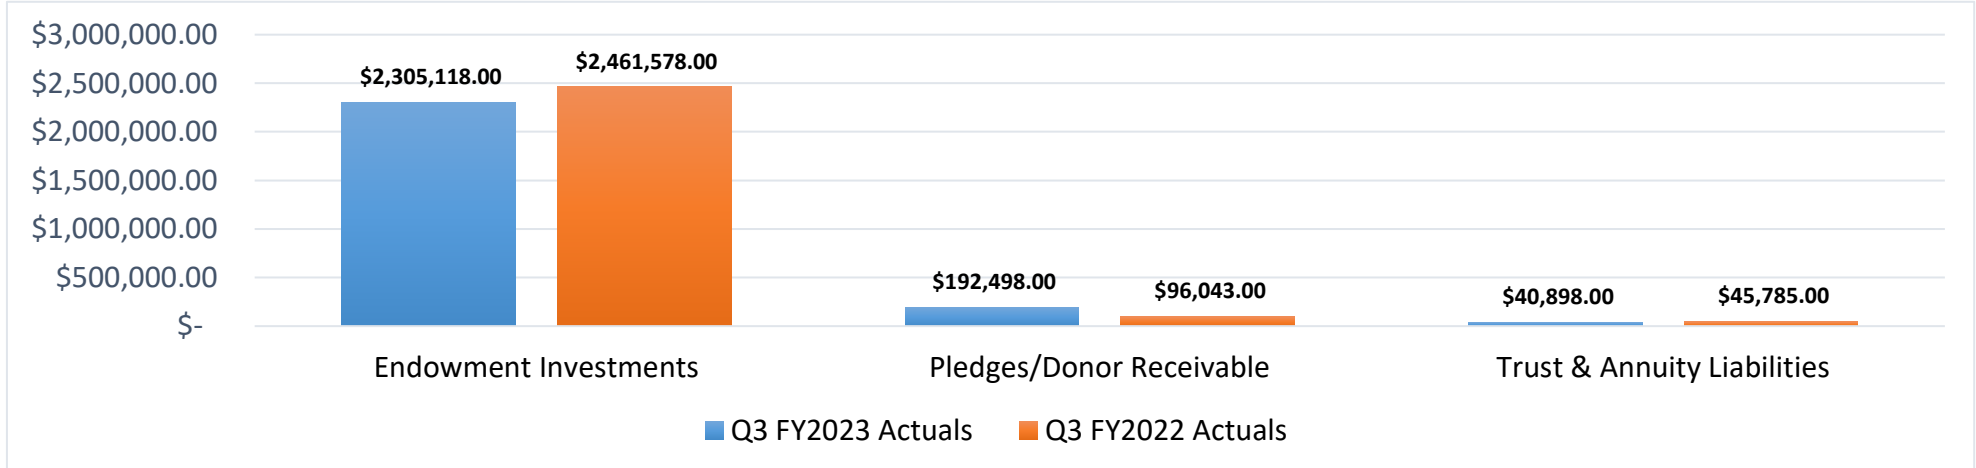 $3,000,000.00
$2,500,000.00
$2,000,000.00
$1,500,000.00
$1,000,000.00
$500,000.00
$-
$2,305,118.00
$2,461,578.00
$192,498.00
$96,043.00
$40,898.00
$45,785.00
Endowment Investments
Pledges/Donor Receivable
Trust & Annuity Liabilities
Q3 FY2023 Actuals
Q3 FY2022 Actuals